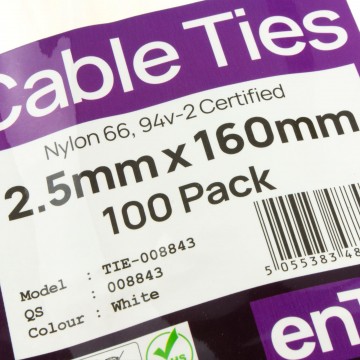 Cable Ties
Nylon 66, 94v-2 Certified
2.5mm x 160mm
100 Pack
Model : TIE-008843
QS : 008843
Colour : White
5 055383 48
en